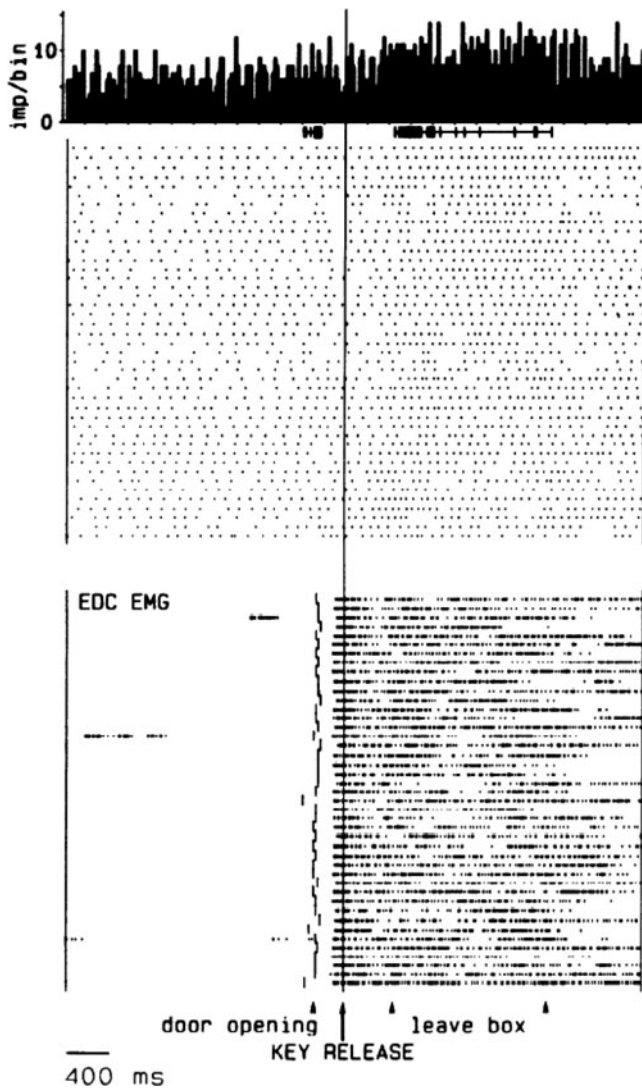 imp/bin
10
0
EDC EMG
door opening
leave box
KEY RELEASE
400 ms